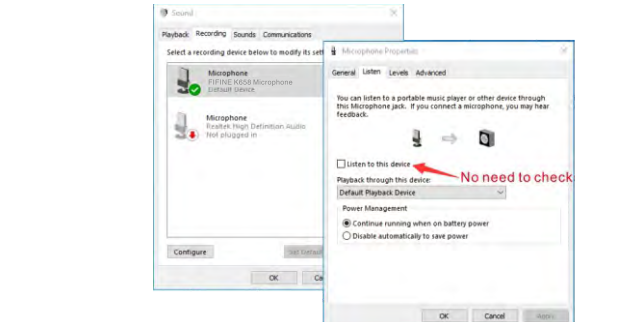 Sound
Playback Recording Sounds Communications
Select a recording device below to modify its sett
Microphone
FIFINE K658 Microphone
Default Device
Microphone
Realtek High Definition Audio
Not plugged in
Configure
Set Default
OK
Ca
Microphone Properties
General Listen Levels Advanced
You can listen to a portable music player or other device through
this Microphone jack. If you connect a microphone, you may hear
feedback.
Listen to this device
No need to check
Playback through this device:
Default Playback Device
Power Management
Continue running when on battery power
Disable automatically to save power
OK Cancel Apply